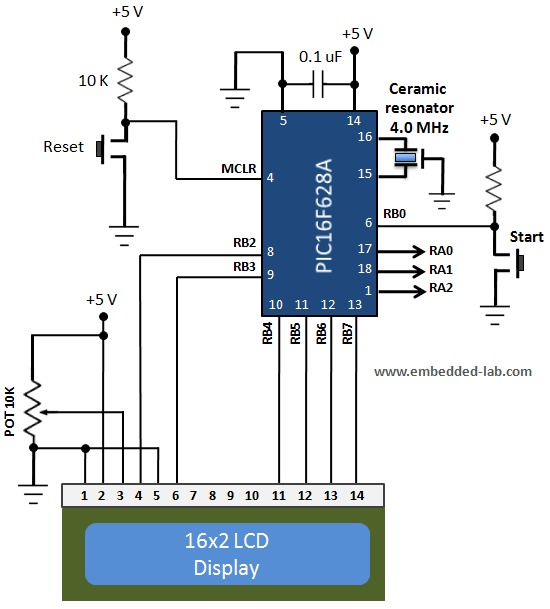 +5 V
+5 V
0.1 uF
10 K
Ceramic
resonator
4.0 MHz
+5 V
Reset
5
14
16
MCLR
4
15
PIC16F628A
RB0
6
Start
RB2
8
17
RA0
RB3
9
18
RA1
1
RA2
10
11
12
13
RB4
RB5
RB6
RB7
+5 V
www.embedded-lab.com
POT 10K
1 2 3 4 5 6 7 8 9 10 11 12 13 14
16x2 LCD
Display